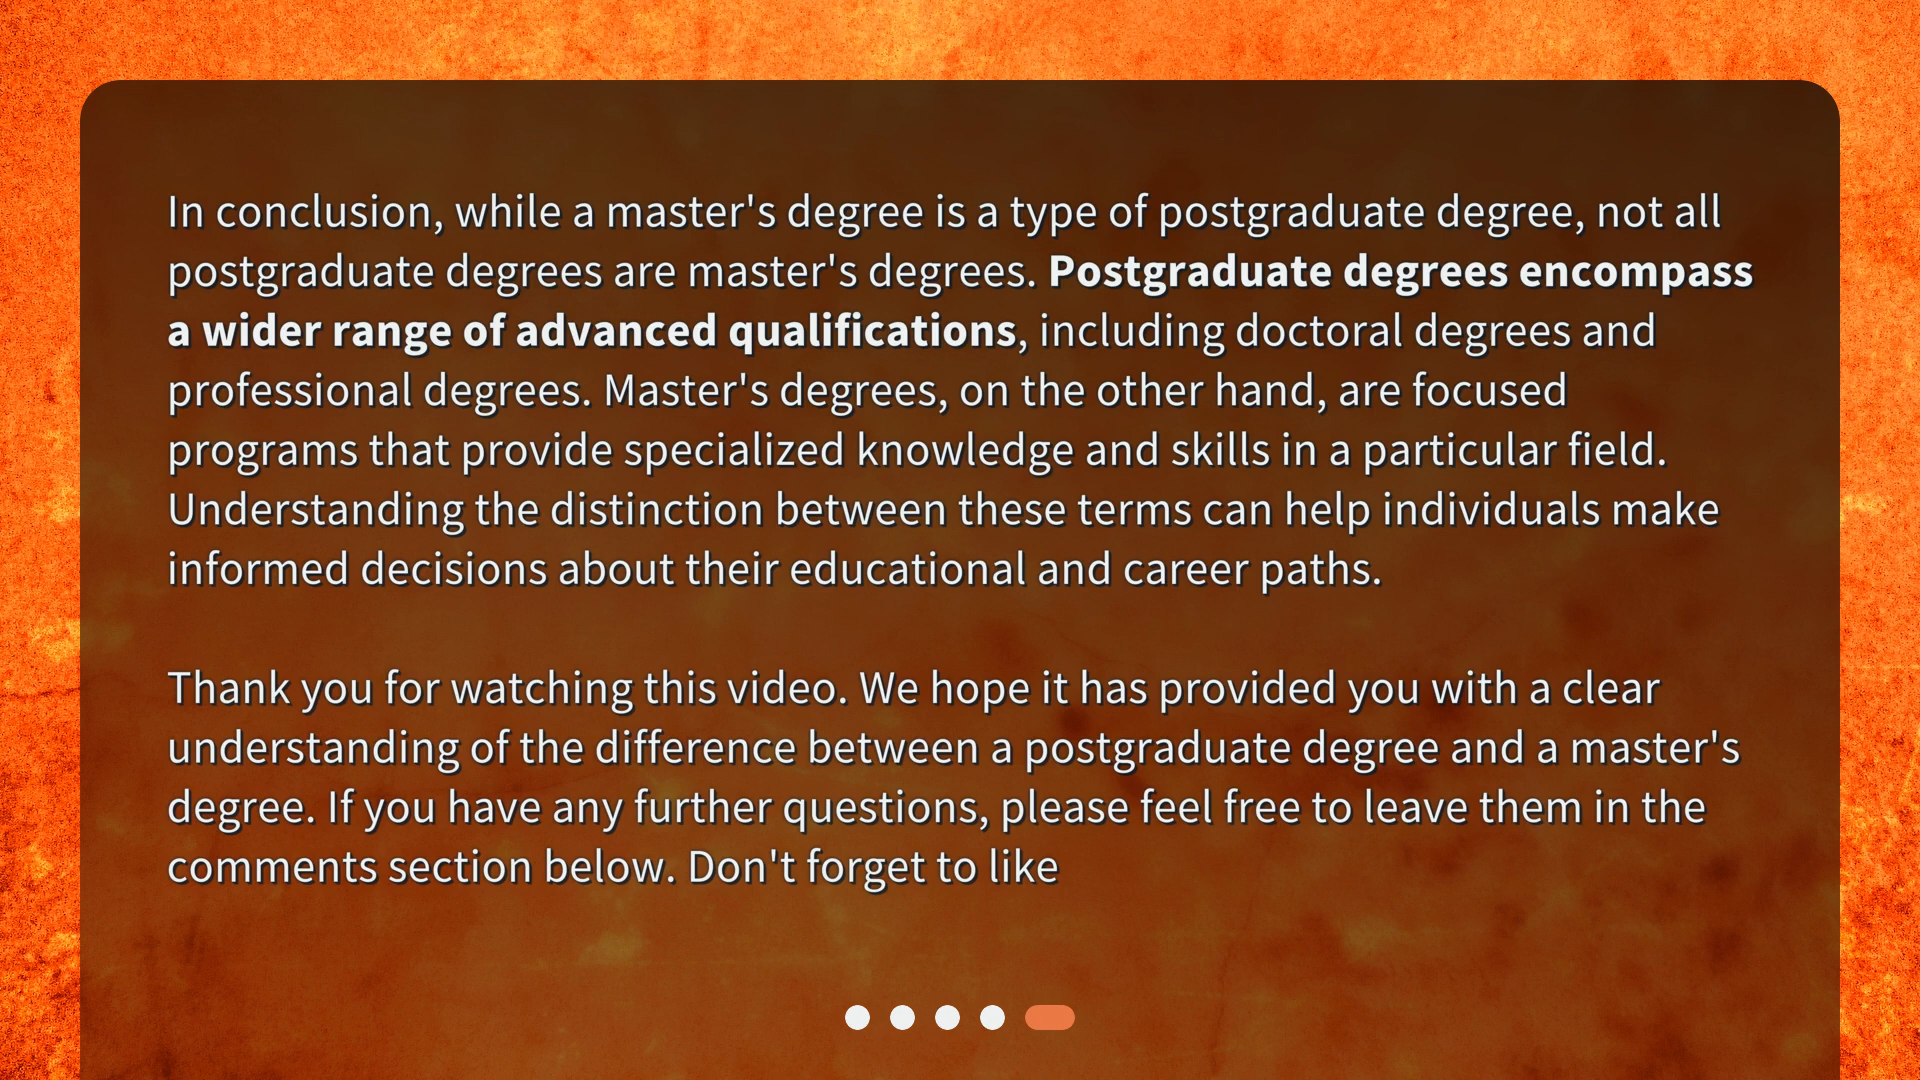 In conclusion, while a master's degree is a type of postgraduate degree, not all
postgraduate degrees are master's degrees. Postgraduate degrees encompass
a wider range of advanced qualifications, including doctoral degrees and
professional degrees. Master's degrees, on the other hand, are focused
programs that provide specialized knowledge and skills in a particular field.
Understanding the distinction between these terms can help individuals make
informed decisions about their educational and career paths.
Thank you for watching this video. We hope it has provided you with a clear
understanding of the difference between a postgraduate degree and a master's
degree. If you have any further questions, please feel free to leave them in the
comments section below. Don't forget to like